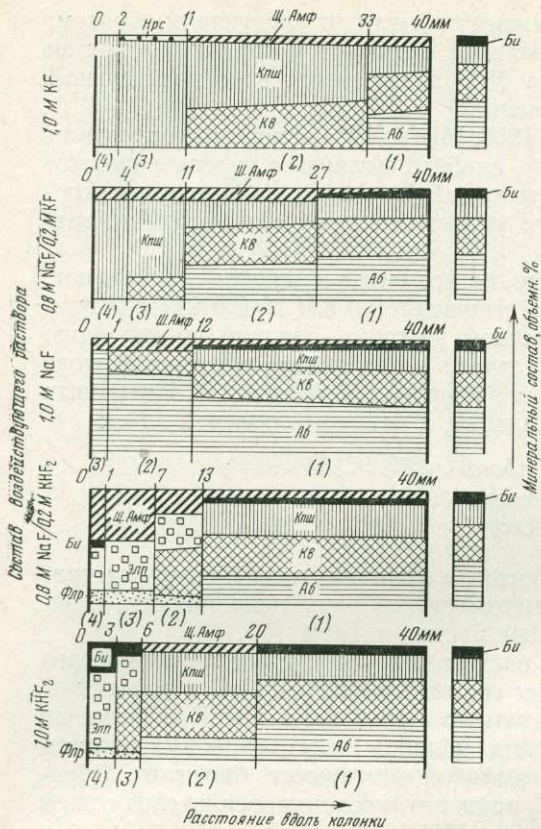 0 2 Крс 11 Щ. Амф 33 40мм
Би
1,0 М KF
Кпш
Кв
Аб
(4) (3) (2) (1)
0 4 11 Щ. Амф 27 40мм
Би
0,8 М NaF/0,2 М KF
Кпш
Кв
Аб
(4) (3) (2) (1)
0 1 Щ. Амф 12 40мм
Би
1,0 М NaF
Кпш
Кв
Аб
(3) (2) (1)
0 1 7 13 40мм
Би
0,8 М NaF/0,2 М KHF₂
Щ. Амф
Кпш
Би
Элп
Кв
Флр
Аб
(4) (3) (2) (1)
0 3 6 Щ. Амф 20 40мм
Би
1,0М KHF₂
Би
Кпш
Элп
Кв
Флр
Аб
(4) (3) (2) (1)
Состав воздействующего раствора
Минеральный состав, объемн. %
Расстояние вдоль колонки